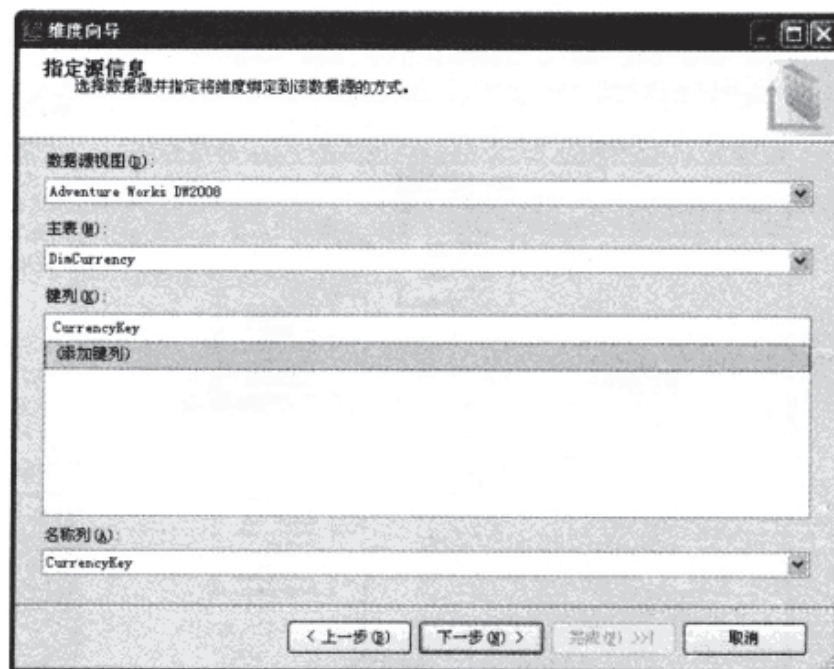 维度向导
指定源信息
选择数据源并指定将维度绑定到该数据源的方式。
数据源视图(D):
Adventure Works DW2008
主表(M):
DimCurrency
键列(K):
CurrencyKey
(添加键列)
名称列(A):
CurrencyKey
< 上一步(B) 下一步(N) > 完成(F) >>| 取消